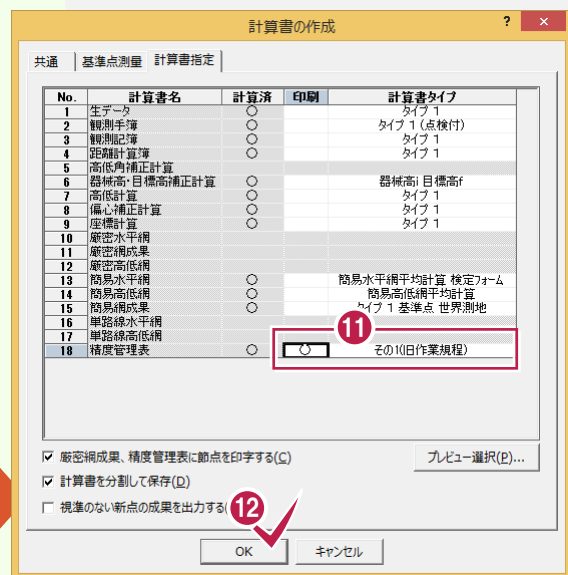 計算書の作成 ? ×
共通 基準点測量 計算書指定
No. 計算書名 計算済 印刷 計算書タイプ
1 生データ ○ タイプ 1
2 観測手簿 ○ タイプ 1(点検付)
3 観測記簿 ○ タイプ 1
4 距離計算簿 ○ タイプ 1
5 高低角補正計算
6 器械高・目標高補正計算 ○ 器械高i 目標高f
7 高低計算 ○ タイプ 1
8 偏心補正計算 ○ タイプ 1
9 座標計算 ○ タイプ 1
10 厳密水平網
11 厳密網成果
12 厳密高低網
13 簡易水平網 ○ 簡易水平網平均計算 検定フォーム
14 簡易高低網 ○ 簡易高低網平均計算
15 簡易網成果 ○ タイプ 1 基準点 世界測地
16 単路線水平網
11
17 単路線高低網
18 精度管理表 ○ ○ その1(旧作業規程)
厳密網成果、精度管理表に節点を印字する(C) プレビュー選択(P)...
計算書を分割して保存(D)
視準のない新点の成果を出力する(
12
OK キャンセル